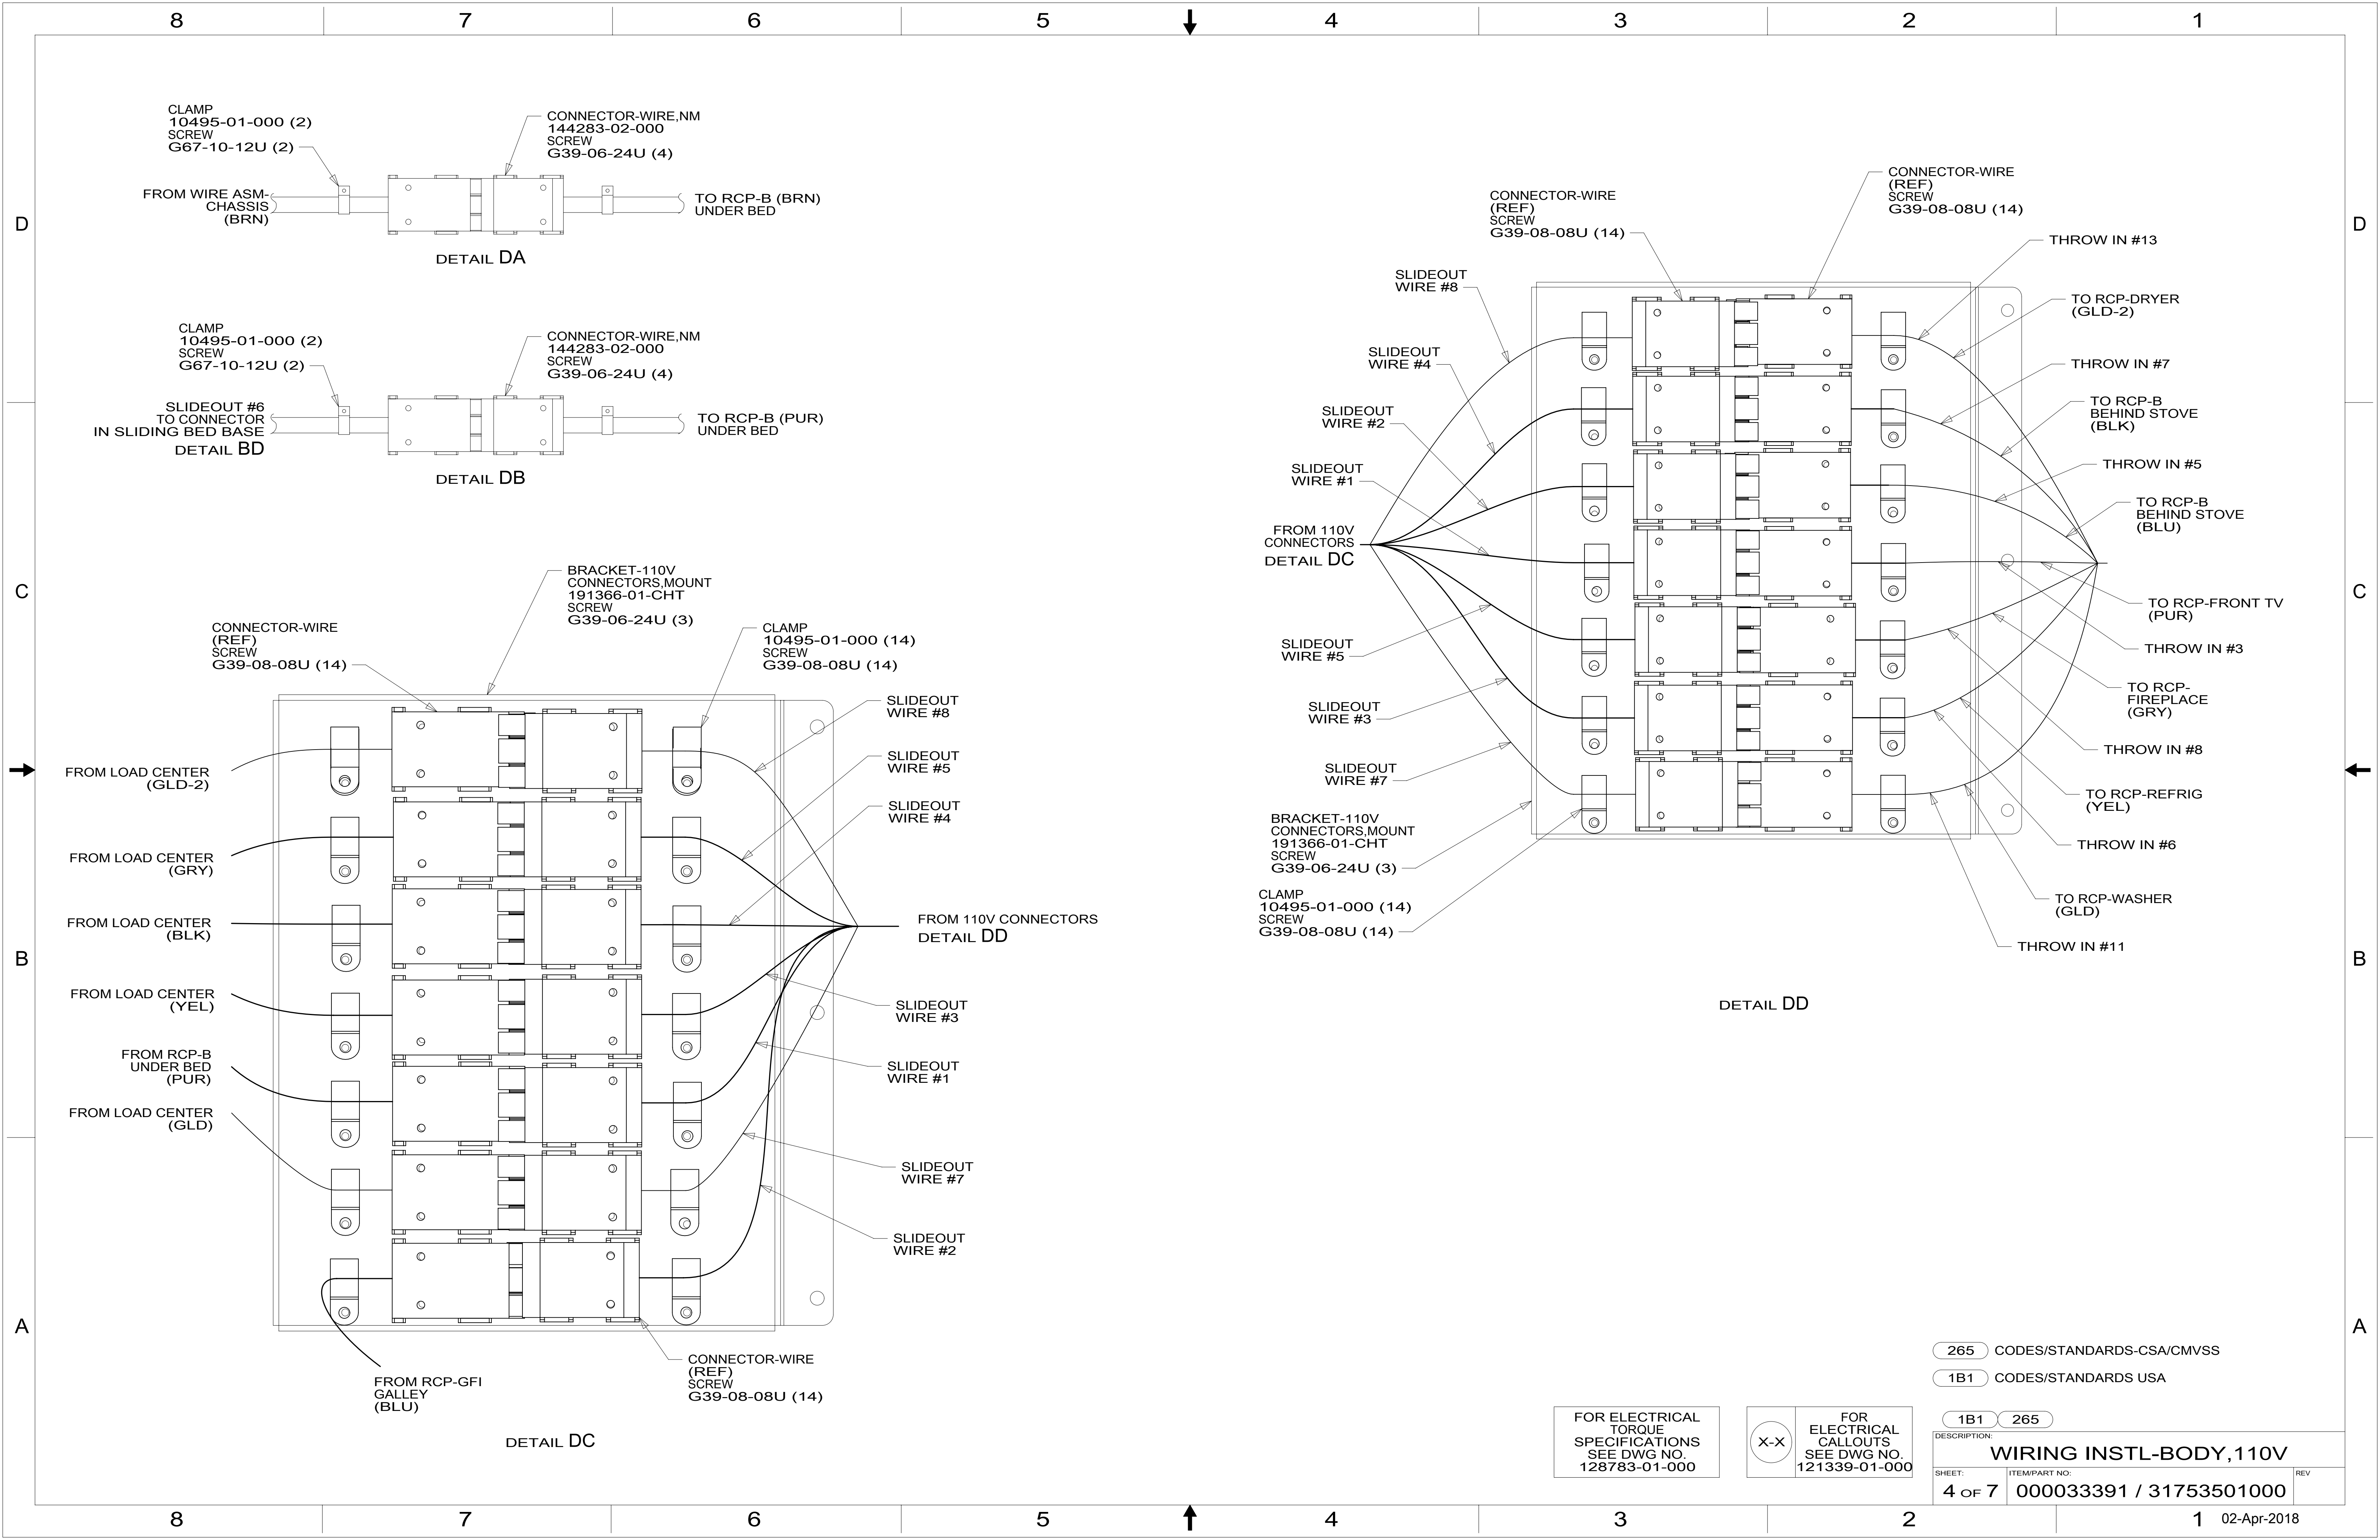 8 7 6 5 4 3 2 1
D
C
B
A
CLAMP
10495-01-000 (2)
SCREW
G67-10-12U (2)
CONNECTOR-WIRE,NM
144283-02-000
SCREW
G39-06-24U (4)
FROM WIRE ASM-
CHASSIS
(BRN)
TO RCP-B (BRN)
UNDER BED
DETAIL DA
CLAMP
10495-01-000 (2)
SCREW
G67-10-12U (2)
CONNECTOR-WIRE,NM
144283-02-000
SCREW
G39-06-24U (4)
SLIDEOUT #6
TO CONNECTOR
IN SLIDING BED BASE
DETAIL BD
TO RCP-B (PUR)
UNDER BED
DETAIL DB
BRACKET-110V
CONNECTORS,MOUNT
191366-01-CHT
SCREW
G39-06-24U (3)
CONNECTOR-WIRE
(REF)
SCREW
G39-08-08U (14)
CLAMP
10495-01-000 (14)
SCREW
G39-08-08U (14)
FROM LOAD CENTER
(GLD-2)
FROM LOAD CENTER
(GRY)
FROM LOAD CENTER
(BLK)
FROM LOAD CENTER
(YEL)
FROM RCP-B
UNDER BED
(PUR)
FROM LOAD CENTER
(GLD)
FROM RCP-GFI
GALLEY
(BLU)
SLIDEOUT
WIRE #8
SLIDEOUT
WIRE #5
SLIDEOUT
WIRE #4
FROM 110V CONNECTORS
DETAIL DD
SLIDEOUT
WIRE #3
SLIDEOUT
WIRE #1
SLIDEOUT
WIRE #7
SLIDEOUT
WIRE #2
CONNECTOR-WIRE
(REF)
SCREW
G39-08-08U (14)
DETAIL DC
CONNECTOR-WIRE
(REF)
SCREW
G39-08-08U (14)
CONNECTOR-WIRE
(REF)
SCREW
G39-08-08U (14)
SLIDEOUT
WIRE #8
SLIDEOUT
WIRE #4
SLIDEOUT
WIRE #2
SLIDEOUT
WIRE #1
FROM 110V
CONNECTORS
DETAIL DC
SLIDEOUT
WIRE #5
SLIDEOUT
WIRE #3
SLIDEOUT
WIRE #7
BRACKET-110V
CONNECTORS,MOUNT
191366-01-CHT
SCREW
G39-06-24U (3)
CLAMP
10495-01-000 (14)
SCREW
G39-08-08U (14)
THROW IN #13
TO RCP-DRYER
(GLD-2)
THROW IN #7
TO RCP-B
BEHIND STOVE
(BLK)
THROW IN #5
TO RCP-B
BEHIND STOVE
(BLU)
TO RCP-FRONT TV
(PUR)
THROW IN #3
TO RCP-
FIREPLACE
(GRY)
THROW IN #8
TO RCP-REFRIG
(YEL)
THROW IN #6
TO RCP-WASHER
(GLD)
THROW IN #11
DETAIL DD
D
C
B
A
265 CODES/STANDARDS-CSA/CMVSS
1B1 CODES/STANDARDS USA
1B1 265
FOR ELECTRICAL
TORQUE
SPECIFICATIONS
SEE DWG NO.
128783-01-000
X-X
FOR
ELECTRICAL
CALLOUTS
SEE DWG NO.
121339-01-000
DESCRIPTION:
WIRING INSTL-BODY,110V
SHEET:
4 OF 7
ITEM/PART NO:
000033391 / 31753501000
REV
8 7 6 5 4 3 2 1
02-Apr-2018